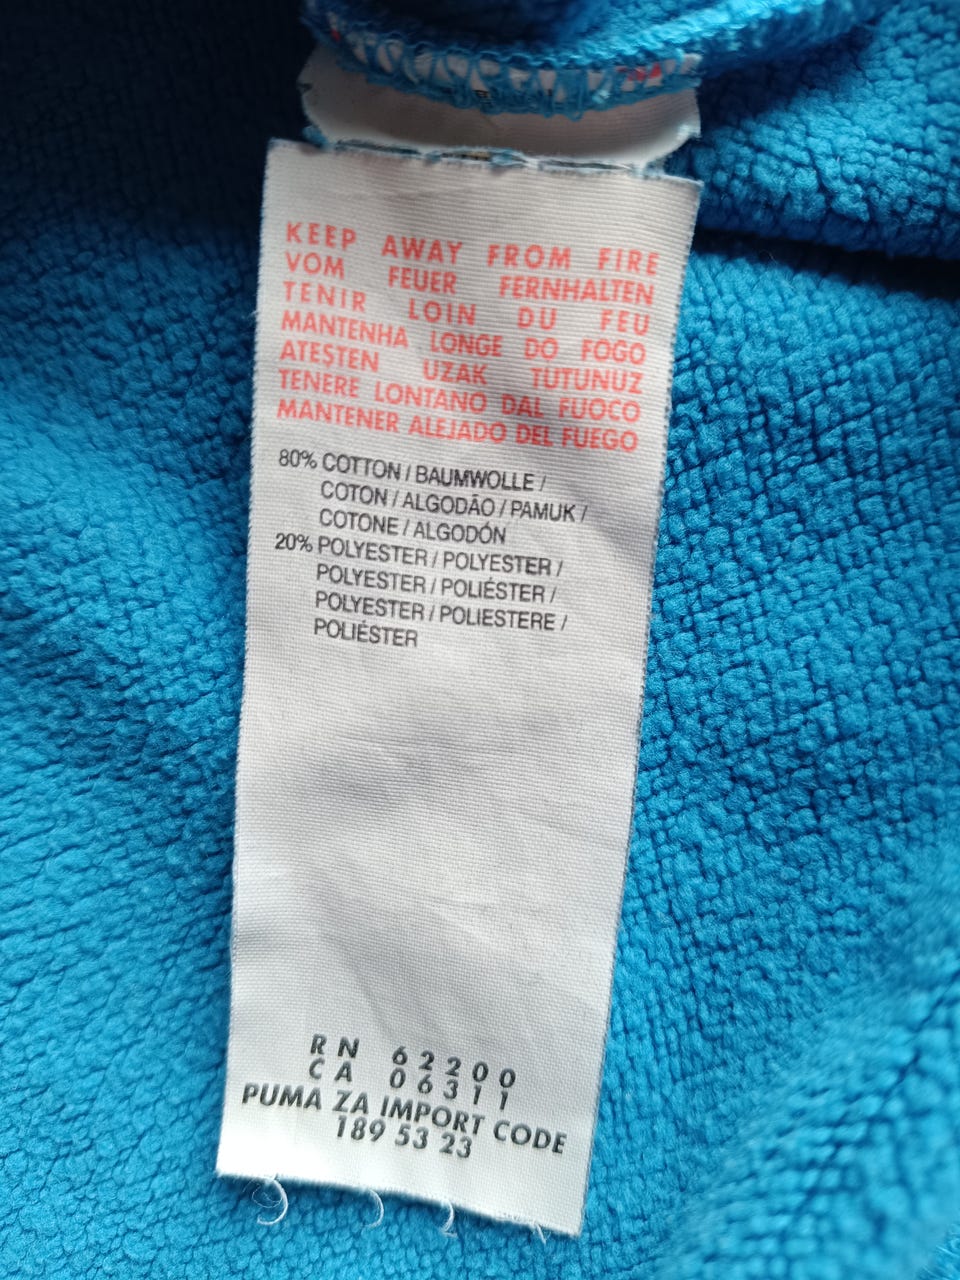 KEEP AWAY FROM FIRE
VOM FEUER FERNHALTEN
TENIR LOIN DU FEU
MANTENHA LONGE DO FOGO
ATEŞTEN UZAK TUTUNUZ
TENERE LONTANO DAL FUOCO
MANTENER ALEJADO DEL FUEGO
80% COTTON / BAUMWOLLE /
COTON / ALGODÃO / PAMUK /
COTONE / ALGODÓN
20% POLYESTER / POLYESTER /
POLYESTER / POLIÉSTER /
POLYESTER / POLIESTERE /
POLIÉSTER
RN 62200
CA 06311
PUMA ZA IMPORT CODE
189 53 23